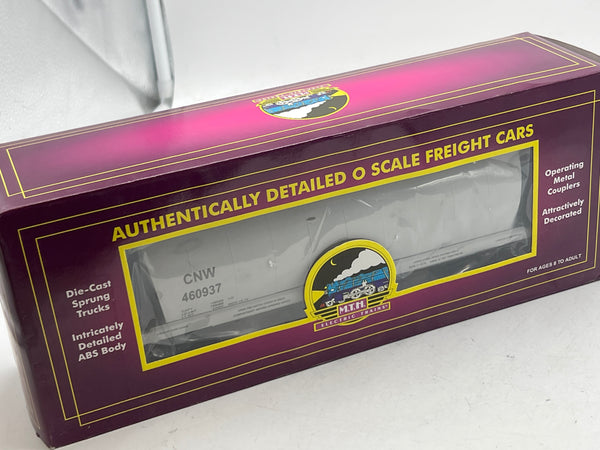 AUTHENTICALLY DETAILED O SCALE FREIGHT CARS
Die-Cast
Sprung
Trucks
Intricately
Detailed
ABS Body
CNW
460937
M.T.H.
ELECTRIC TRAINS
Operating
Metal
Couplers
Attractively
Decorated
FOR AGES 8 TO ADULT